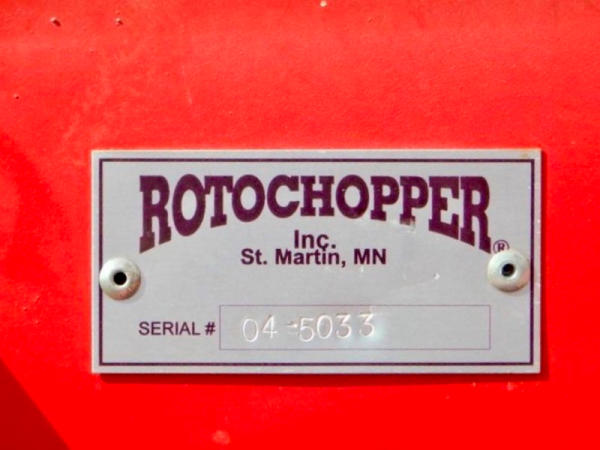 ROTOCHOPPER®
Inc.
St. Martin, MN
SERIAL # 04-5033